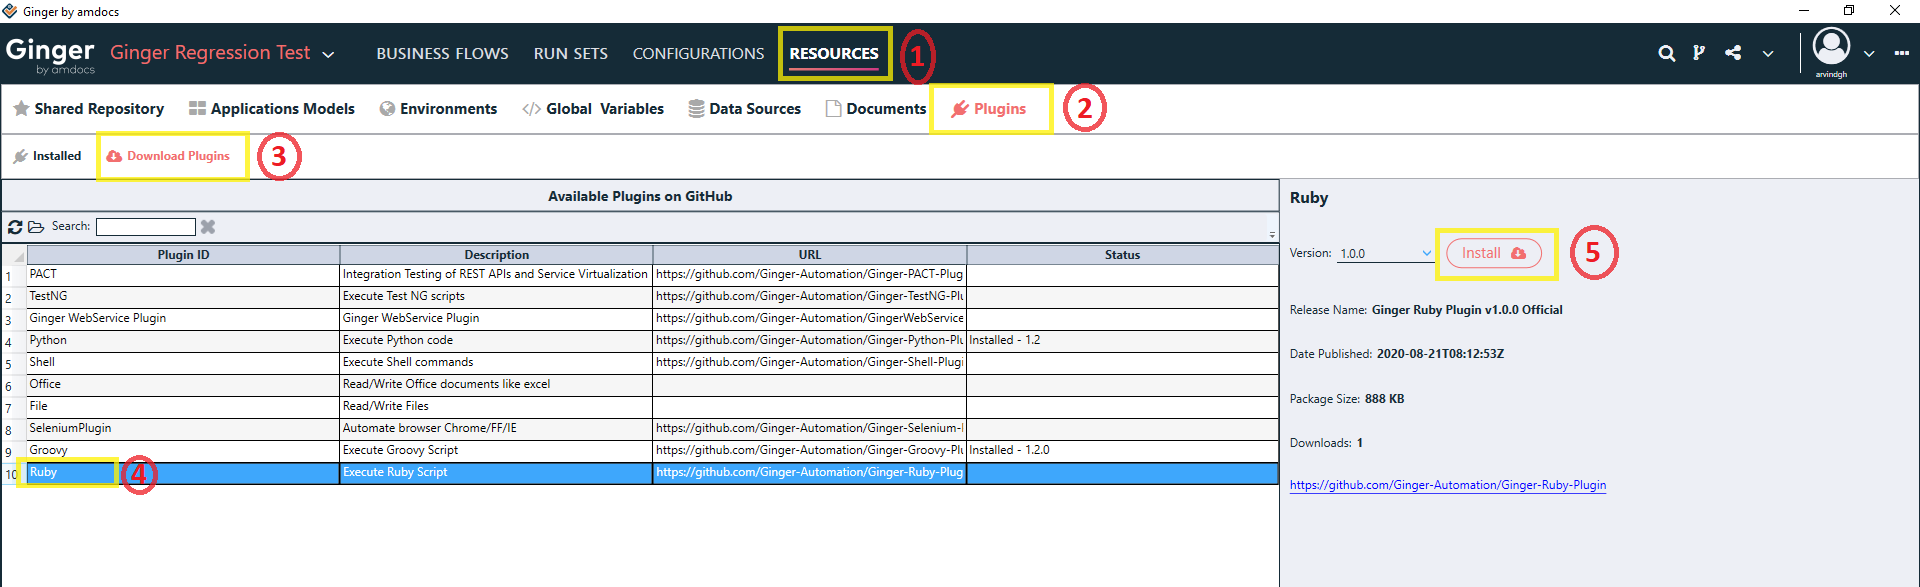 Ginger by amdocs
Ginger by amdocs Ginger Regression Test BUSINESS FLOWS RUN SETS CONFIGURATIONS RESOURCES 1 arvindgh
Shared Repository Applications Models Environments Global Variables Data Sources Documents Plugins 2
Installed Download Plugins 3
Available Plugins on GitHub
Search:
Plugin ID Description URL Status
1 PACT Integration Testing of REST APIs and Service Virtualization https://github.com/Ginger-Automation/Ginger-PACT-Plug
2 TestNG Execute Test NG scripts https://github.com/Ginger-Automation/Ginger-TestNG-Plu
3 Ginger WebService Plugin Ginger WebService Plugin https://github.com/Ginger-Automation/GingerWebService
4 Python Execute Python code https://github.com/Ginger-Automation/Ginger-Python-Plu Installed - 1.2
5 Shell Execute Shell commands https://github.com/Ginger-Automation/Ginger-Shell-Plugi
6 Office Read/Write Office documents like excel
7 File Read/Write Files
8 SeleniumPlugin Automate browser Chrome/FF/IE https://github.com/Ginger-Automation/Ginger-Selenium-
9 Groovy Execute Groovy Script https://github.com/Ginger-Automation/Ginger-Groovy-Plu Installed - 1.2.0
10 Ruby 4 Execute Ruby Script https://github.com/Ginger-Automation/Ginger-Ruby-Plug
Ruby
Version: 1.0.0 Install 5
Release Name: Ginger Ruby Plugin v1.0.0 Official
Date Published: 2020-08-21T08:12:53Z
Package Size: 888 KB
Downloads: 1
https://github.com/Ginger-Automation/Ginger-Ruby-Plugin